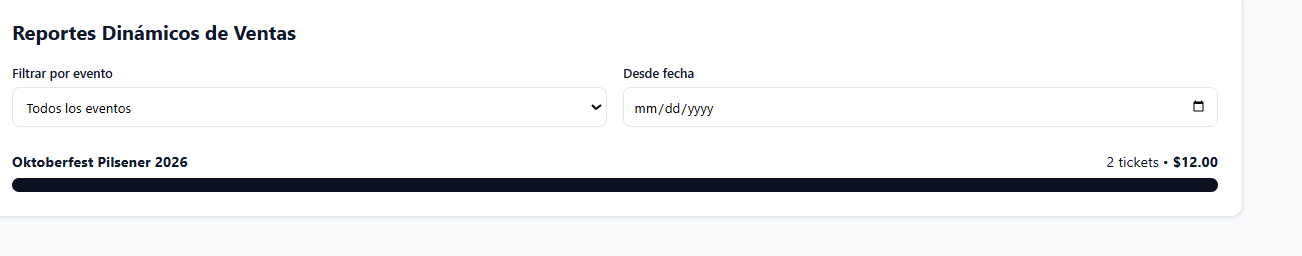 Reportes Dinámicos de Ventas
Filtrar por evento
Desde fecha
Todos los eventos
mm/dd/yyyy
Oktoberfest Pilsener 2026
2 tickets • $12.00